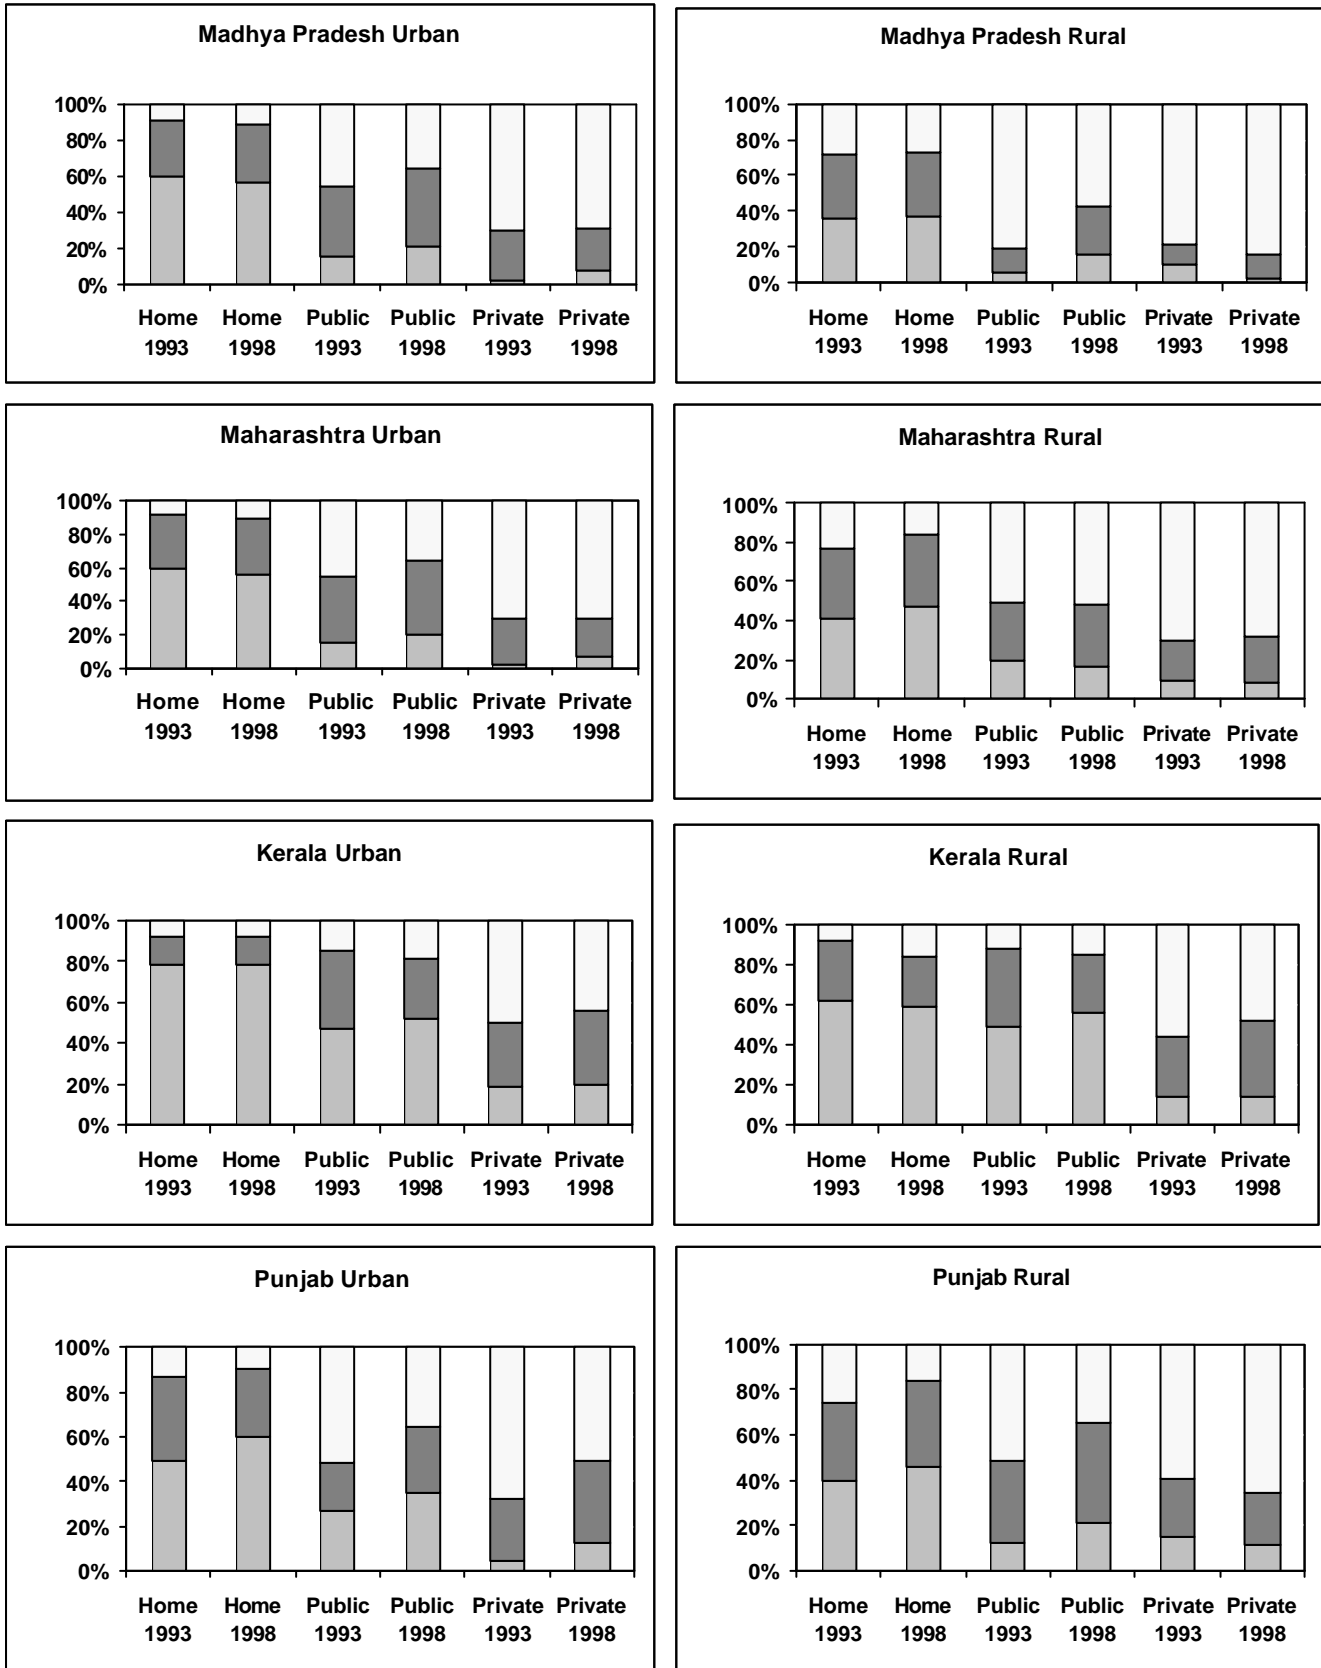 Madhya Pradesh Urban
100%
80%
60%
40%
20%
0%
Home Home Public Public Private Private
1993 1998 1993 1998 1993 1998
Madhya Pradesh Rural
100%
80%
60%
40%
20%
0%
Home Home Public Public Private Private
1993 1998 1993 1998 1993 1998
Maharashtra Urban
100%
80%
60%
40%
20%
0%
Home Home Public Public Private Private
1993 1998 1993 1998 1993 1998
Maharashtra Rural
100%
80%
60%
40%
20%
0%
Home Home Public Public Private Private
1993 1998 1993 1998 1993 1998
Kerala Urban
100%
80%
60%
40%
20%
0%
Home Home Public Public Private Private
1993 1998 1993 1998 1993 1998
Kerala Rural
100%
80%
60%
40%
20%
0%
Home Home Public Public Private Private
1993 1998 1993 1998 1993 1998
Punjab Urban
100%
80%
60%
40%
20%
0%
Home Home Public Public Private Private
1993 1998 1993 1998 1993 1998
Punjab Rural
100%
80%
60%
40%
20%
0%
Home Home Public Public Private Private
1993 1998 1993 1998 1993 1998